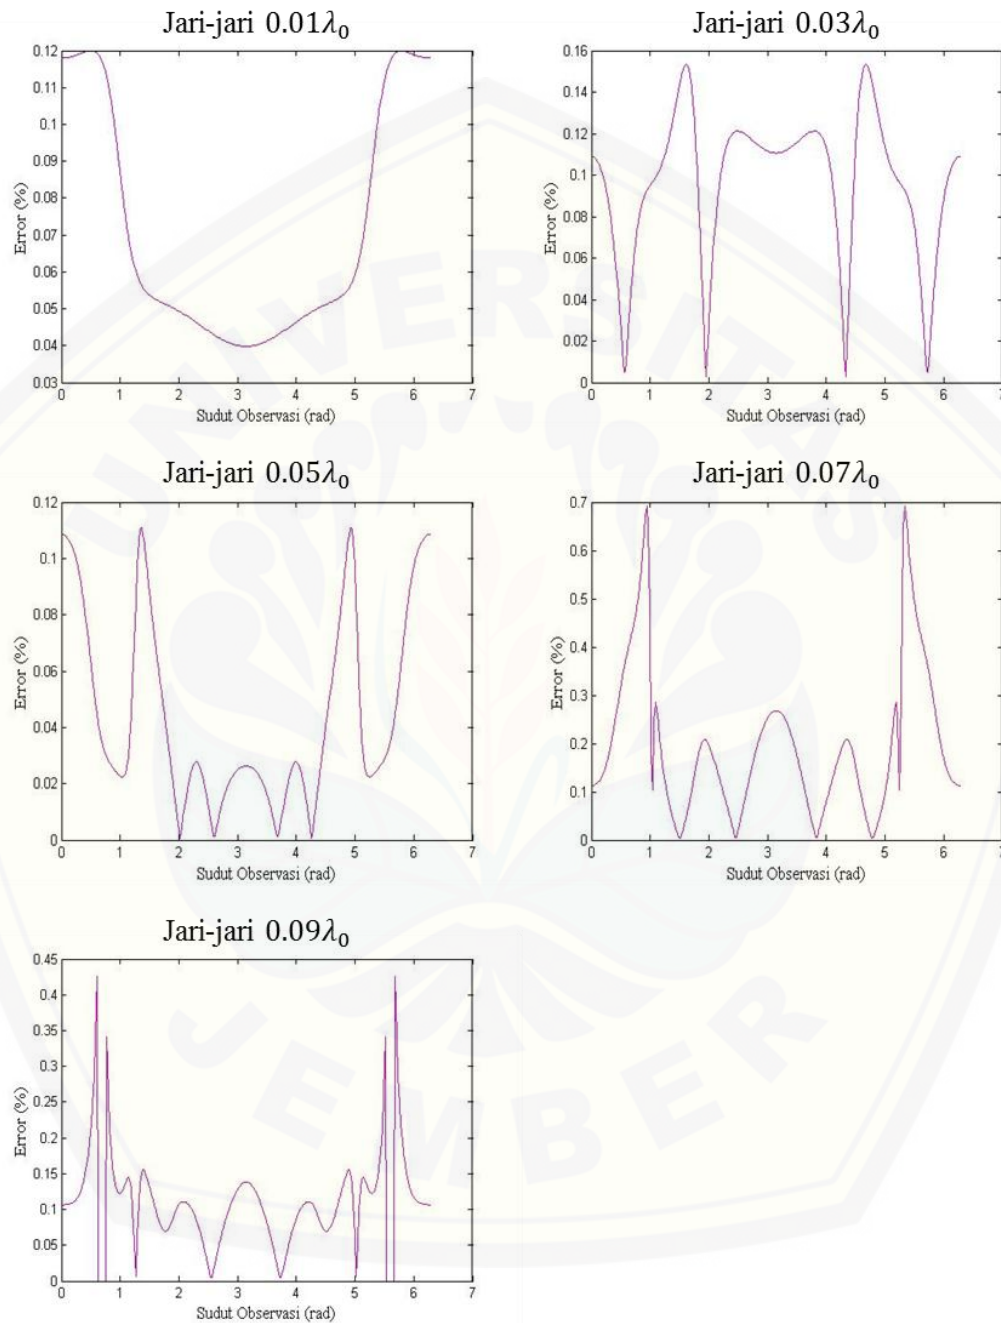 Jari-jari 0.01λ₀
0.12
0.11
0.1
0.09
0.08
0.07
0.06
0.05
0.04
0.03
Error (%)
0 1 2 3 4 5 6 7
Sudut Observasi (rad)
Jari-jari 0.03λ₀
0.16
0.14
0.12
0.1
0.08
0.06
0.04
0.02
0
Error (%)
0 1 2 3 4 5 6 7
Sudut Observasi (rad)
Jari-jari 0.05λ₀
0.12
0.1
0.08
0.06
0.04
0.02
0
Error (%)
0 1 2 3 4 5 6 7
Sudut Observasi (rad)
Jari-jari 0.07λ₀
0.7
0.6
0.5
0.4
0.3
0.2
0.1
0
Error (%)
0 1 2 3 4 5 6 7
Sudut Observasi (rad)
Jari-jari 0.09λ₀
0.45
0.4
0.35
0.3
0.25
0.2
0.15
0.1
0.05
0
Error (%)
0 1 2 3 4 5 6 7
Sudut Observasi (rad)
UNIVERSITAS
JEMBER